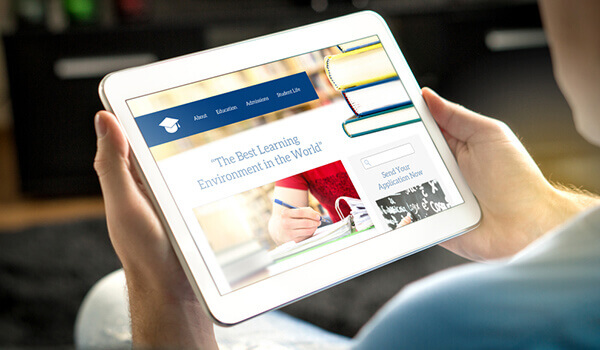 About Education Admissions Student Life
"The Best Learning
Environment in the World"
Send Your
Application Now